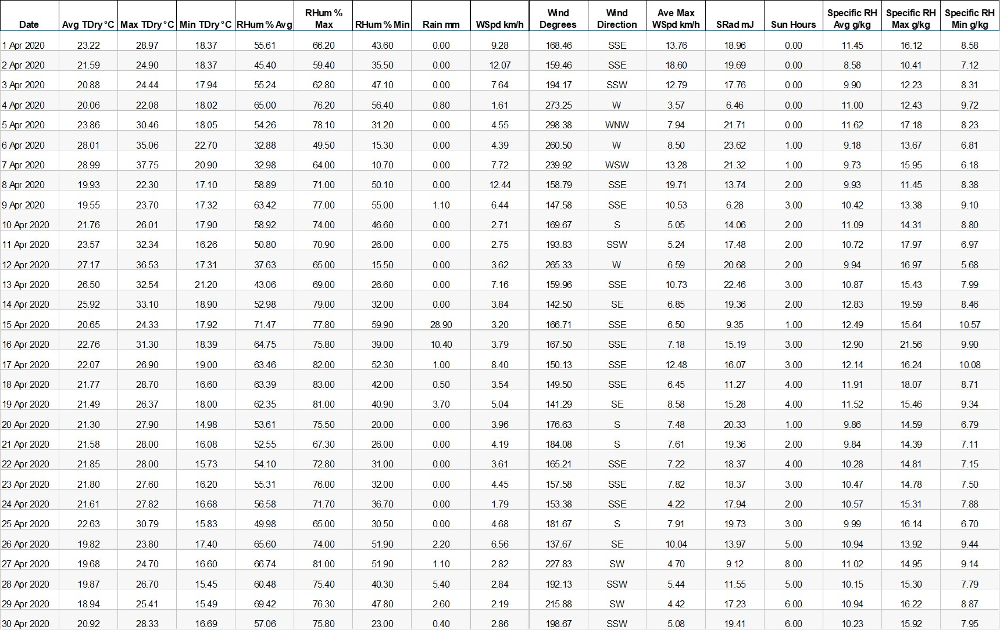 Date Avg TDry °C Max TDry °C Min TDry °C RHum % Avg RHum % Max RHum % Min Rain mm WSpd km/h Wind Degrees Wind Direction Ave Max WSpd km/h SRad mJ Sun Hours Specific RH Avg g/kg Specific RH Max g/kg Specific RH Min g/kg
1 Apr 2020 23.22 28.97 18.37 55.61 66.20 43.60 0.00 9.28 168.46 SSE 13.76 18.96 0.00 11.45 16.12 8.58
2 Apr 2020 21.59 24.90 18.37 45.40 59.40 35.50 0.00 12.07 159.46 SSE 18.60 19.69 0.00 8.58 10.41 7.12
3 Apr 2020 20.88 24.44 17.94 55.24 62.80 47.10 0.00 7.64 194.17 SSW 12.79 17.76 0.00 9.90 12.23 8.31
4 Apr 2020 20.06 22.08 18.02 65.00 76.20 56.40 0.80 1.61 273.25 W 3.57 6.46 0.00 11.00 12.43 9.72
5 Apr 2020 23.86 30.46 18.05 54.26 78.10 31.20 0.00 4.55 298.38 WNW 7.94 21.71 0.00 11.62 17.18 8.23
6 Apr 2020 28.01 35.06 22.70 32.88 49.50 15.30 0.00 4.39 260.50 W 8.50 23.62 1.00 9.18 13.67 6.81
7 Apr 2020 28.99 37.75 20.90 32.98 64.00 10.70 0.00 7.72 239.92 WSW 13.28 21.32 1.00 9.73 15.95 6.18
8 Apr 2020 19.93 22.30 17.10 58.89 71.00 50.10 0.00 12.44 158.79 SSE 19.71 13.74 2.00 9.93 11.45 8.38
9 Apr 2020 19.55 23.70 17.32 63.42 77.00 55.00 1.10 6.44 147.58 SSE 10.53 6.28 3.00 10.42 13.38 9.10
10 Apr 2020 21.76 26.01 17.90 58.92 74.00 46.60 0.00 2.71 169.67 S 5.05 14.06 2.00 11.09 14.31 8.80
11 Apr 2020 23.57 32.34 16.26 50.80 70.90 26.00 0.00 2.75 193.83 SSW 5.24 17.48 2.00 10.72 17.97 6.97
12 Apr 2020 27.17 36.53 17.31 37.63 65.00 15.50 0.00 3.62 265.33 W 6.59 20.68 2.00 9.94 16.97 5.68
13 Apr 2020 26.50 32.54 21.20 43.06 69.00 26.60 0.00 7.16 159.96 SSE 10.73 22.46 3.00 10.87 15.43 7.99
14 Apr 2020 25.92 33.10 18.90 52.98 79.00 32.00 0.00 3.84 142.50 SE 6.85 19.36 2.00 12.83 19.59 8.46
15 Apr 2020 20.65 24.33 17.92 71.47 77.80 59.90 28.90 3.20 166.71 SSE 6.50 9.35 1.00 12.49 15.64 10.57
16 Apr 2020 22.76 31.30 18.39 64.75 75.80 39.00 10.40 3.79 167.50 SSE 7.18 15.19 3.00 12.90 21.56 9.90
17 Apr 2020 22.07 26.90 19.00 63.46 82.00 52.30 1.00 8.40 150.13 SSE 12.48 16.07 3.00 12.14 16.24 10.08
18 Apr 2020 21.77 28.70 16.60 63.39 83.00 42.00 0.50 3.54 149.50 SSE 6.45 11.27 4.00 11.91 18.07 8.71
19 Apr 2020 21.49 26.37 18.00 62.35 81.00 40.90 3.70 5.04 141.29 SE 8.58 15.28 4.00 11.52 15.46 9.34
20 Apr 2020 21.30 27.90 14.98 53.61 75.50 20.00 0.00 3.96 176.63 S 7.48 20.33 1.00 9.86 14.59 6.79
21 Apr 2020 21.58 28.00 16.08 52.55 67.30 26.00 0.00 4.19 184.08 S 7.61 19.36 2.00 9.84 14.39 7.11
22 Apr 2020 21.85 28.00 15.73 54.10 72.80 31.00 0.00 3.61 165.21 SSE 7.22 18.37 4.00 10.28 14.81 7.15
23 Apr 2020 21.80 27.60 16.20 55.31 76.00 32.00 0.00 4.45 157.58 SSE 7.82 18.37 3.00 10.47 14.78 7.50
24 Apr 2020 21.61 27.82 16.68 56.58 71.70 36.70 0.00 1.79 153.38 SSE 4.22 17.94 2.00 10.57 15.31 7.88
25 Apr 2020 22.63 30.79 15.83 49.98 65.00 30.50 0.00 4.68 181.67 S 7.91 19.73 3.00 9.99 16.14 6.70
26 Apr 2020 19.82 23.80 17.40 65.60 74.00 51.90 2.20 6.56 137.67 SE 10.04 13.97 5.00 10.94 13.92 9.44
27 Apr 2020 19.68 24.70 16.60 66.74 81.00 51.90 1.10 2.82 227.83 SW 4.70 9.12 8.00 11.02 14.95 9.14
28 Apr 2020 19.87 26.70 15.45 60.48 75.40 40.30 5.40 2.84 192.13 SSW 5.44 11.55 5.00 10.15 15.30 7.79
29 Apr 2020 18.94 25.41 15.49 69.42 76.30 47.80 2.60 2.19 215.88 SW 4.42 17.23 6.00 10.94 16.22 8.87
30 Apr 2020 20.92 28.33 16.69 57.06 75.80 23.00 0.40 2.86 198.67 SSW 5.08 19.41 6.00 10.23 15.92 7.95